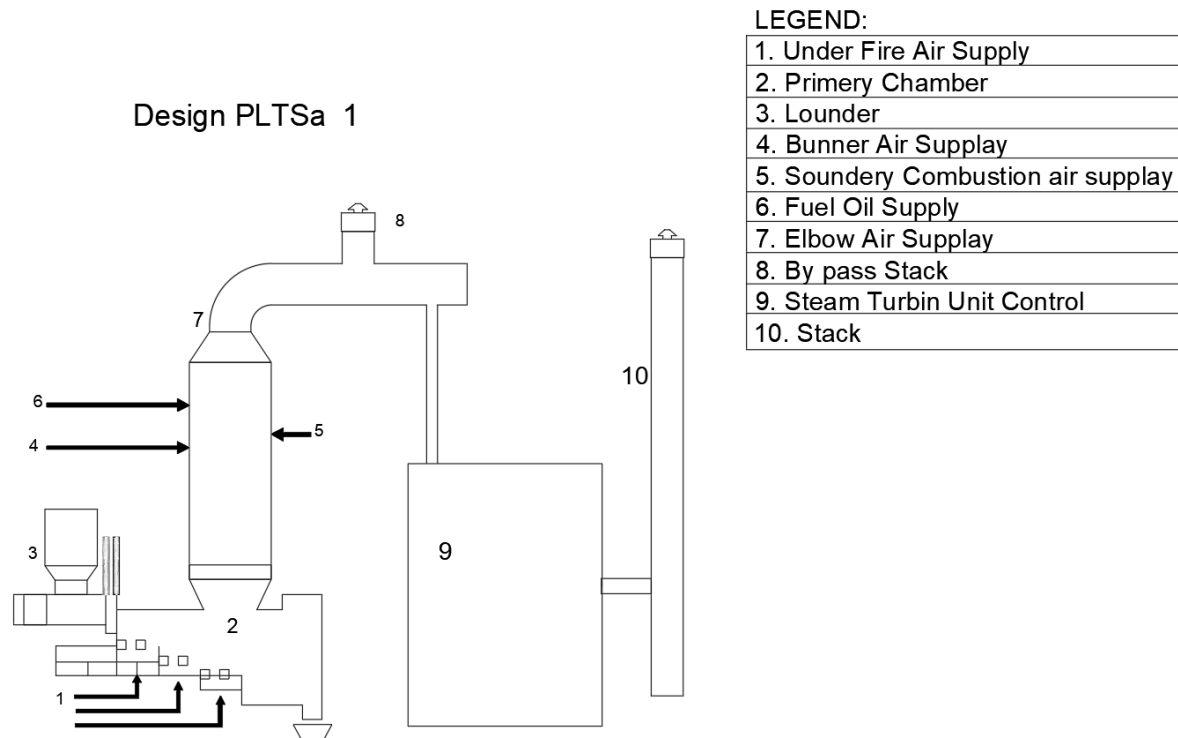 LEGEND:
1. Under Fire Air Supply
2. Primery Chamber
3. Lounder
4. Bunner Air Supplay
5. Soundery Combustion air supplay
6. Fuel Oil Supply
7. Elbow Air Supplay
8. By pass Stack
9. Steam Turbin Unit Control
10. Stack
Design PLTSa 1
8
7
10
6
5
4
3
9
2
1